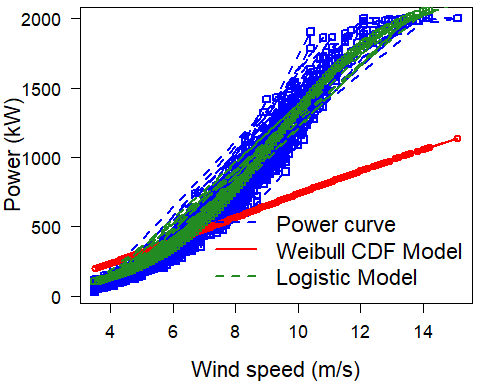 2000
1500
1000
500
0
Power (kW)
Power curve
Weibull CDF Model
Logistic Model
4 6 8 10 12 14
Wind speed (m/s)